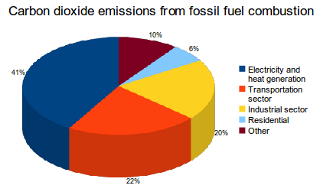 Carbon dioxide emissions from fossil fuel combustion
10%
6%
41%
20%
22%
Electricity and
heat generation
Transportation
sector
Industrial sector
Residential
Other